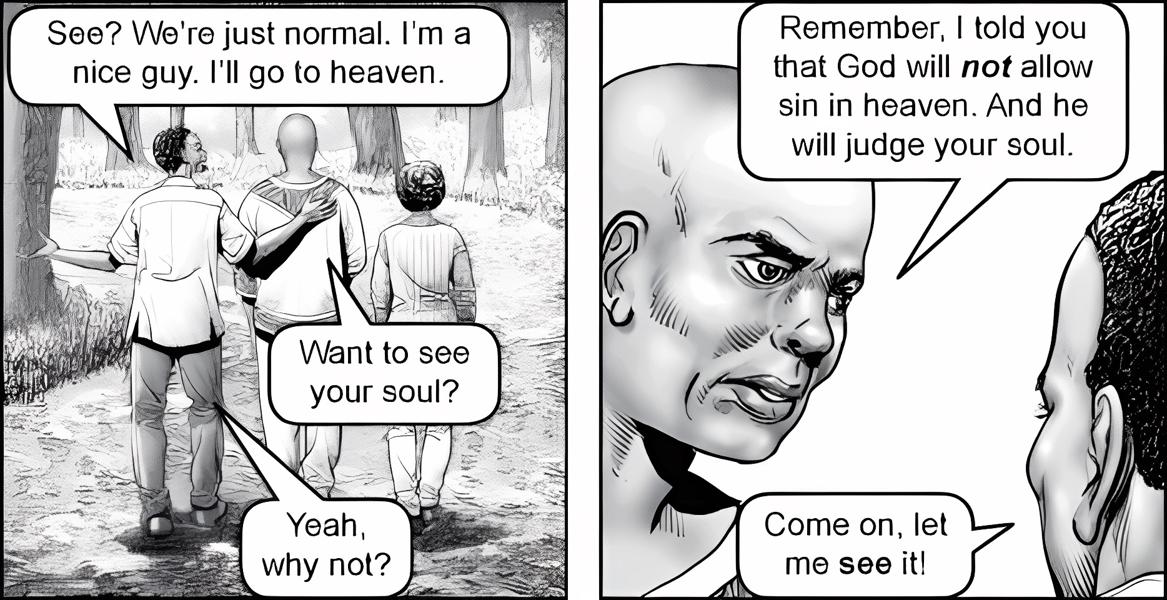 See? We're just normal. I'm a
nice guy. I'll go to heaven.
Want to see
your soul?
Yeah,
why not?
Remember, I told you
that God will not allow
sin in heaven. And he
will judge your soul.
Come on, let
me see it!